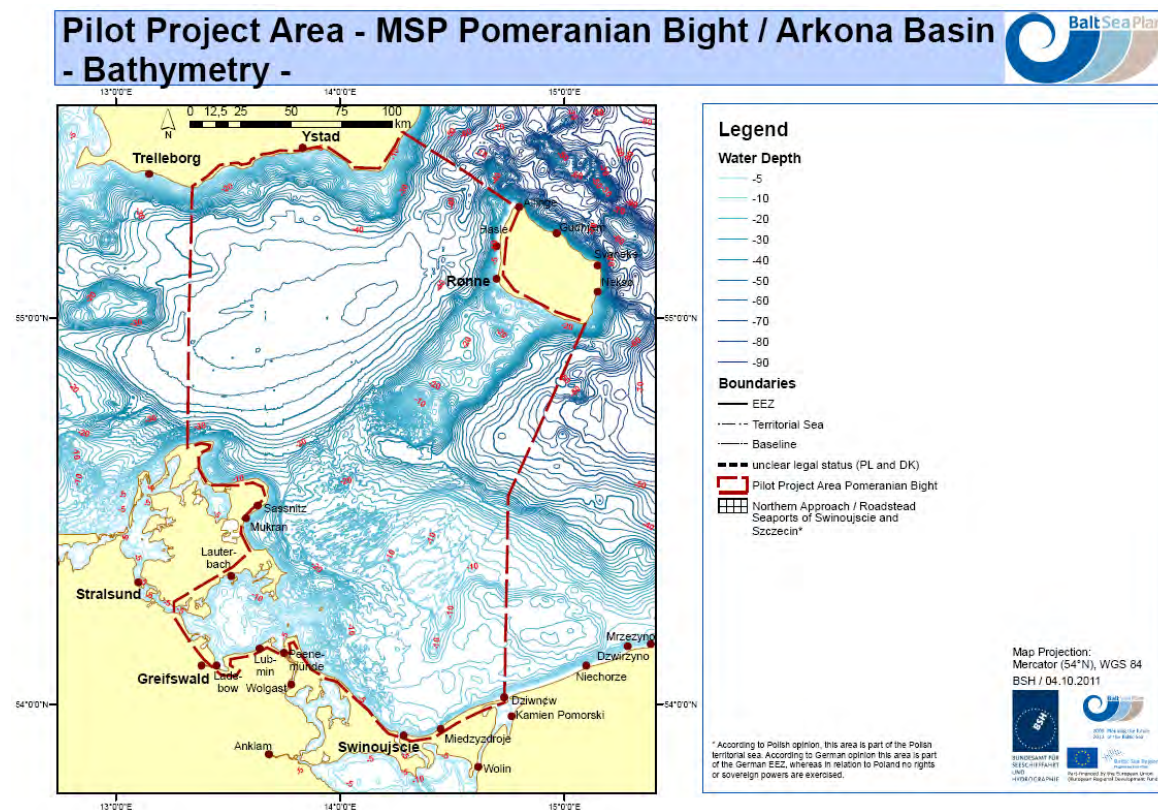 Pilot Project Area - MSP Pomeranian Bight / Arkona Basin
- Bathymetry -
BaltSeaPlan
13°0'0"E
14°0'0"E
15°0'0"E
0 12,5 25 50 75 100
km
N
Ystad
Trelleborg
Allinge
Hasle
Gudhjem
Svaneke
Rønne
Neksø
55°0'0"N
55°0'0"N
Sassnitz
Mukran
Lauter-
bach
Stralsund
Greifswald
Ladebow
Lub-
min
Peene-
münde
Wolgast
Mrzezyno
Dzwirzyno
Niechorze
54°0'0"N
54°0'0"N
Dziwnów
Kamien Pomorski
Miedzyzdroje
Swinoujscie
Anklam
Wolin
13°0'0"E
14°0'0"E
15°0'0"E
Legend
Water Depth
-5
-10
-20
-30
-40
-50
-60
-70
-80
-90
Boundaries
EEZ
Territorial Sea
Baseline
unclear legal status (PL and DK)
Pilot Project Area Pomeranian Bight
Northern Approach / Roadstead
Seaports of Swinoujscie and
Szczecin*
Map Projection:
Mercator (54°N), WGS 84
BSH / 04.10.2011
BSH
BUNDESAMT FÜR
SEESCHIFFFAHRT
UND
HYDROGRAPHIE
* According to Polish opinion, this area is part of the Polish
territorial sea. According to German opinion this area is part
of the German EEZ, whereas in relation to Poland no rights
or sovereign powers are exercised.